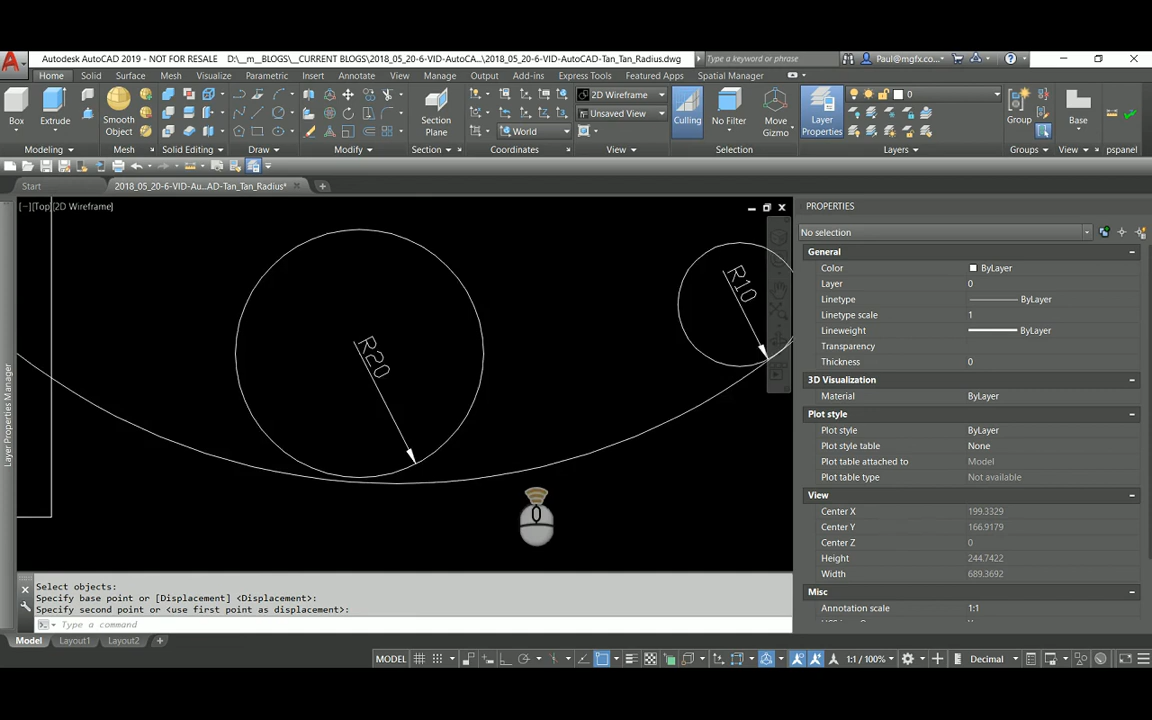 Autodesk AutoCAD 2019 - NOT FOR RESALE D:\__m_BLOGS\__CURRENT BLOGS\2018_05_20-6-VID-AutoCA...\2018_05_20-6-VID-AutoCAD-Tan_Tan_Radius.dwg Type a keyword or phrase Paul@mgfx.co...
Home Solid Surface Mesh Visualize Parametric Insert Annotate View Manage Output Add-ins Express Tools Featured Apps Spatial Manager
2D Wireframe 0
Unsaved View
World
Box Extrude Smooth Object Section Plane Culling No Filter Move Gizmo Layer Properties Group Base
Modeling Mesh Solid Editing Draw Modify Section Coordinates View Selection Layers Groups View pspanel
Start 2018_05_20-6-VID-Au...AD-Tan_Tan_Radius*
[−][Top][2D Wireframe]
R20
R10
0
Layer Properties Manager
PROPERTIES
No selection
General
Color ByLayer
Layer 0
Linetype ByLayer
Linetype scale 1
Lineweight ByLayer
Transparency
Thickness 0
3D Visualization
Material ByLayer
Plot style
Plot style ByLayer
Plot style table None
Plot table attached to Model
Plot table type Not available
View
Center X 199.3329
Center Y 166.9179
Center Z 0
Height 244.7422
Width 689.3692
Misc
Annotation scale 1:1
Select objects:
Specify base point or [Displacement] <Displacement>:
Specify second point or <use first point as displacement>:
Type a command
Model Layout1 Layout2
MODEL 1:1 / 100% Decimal